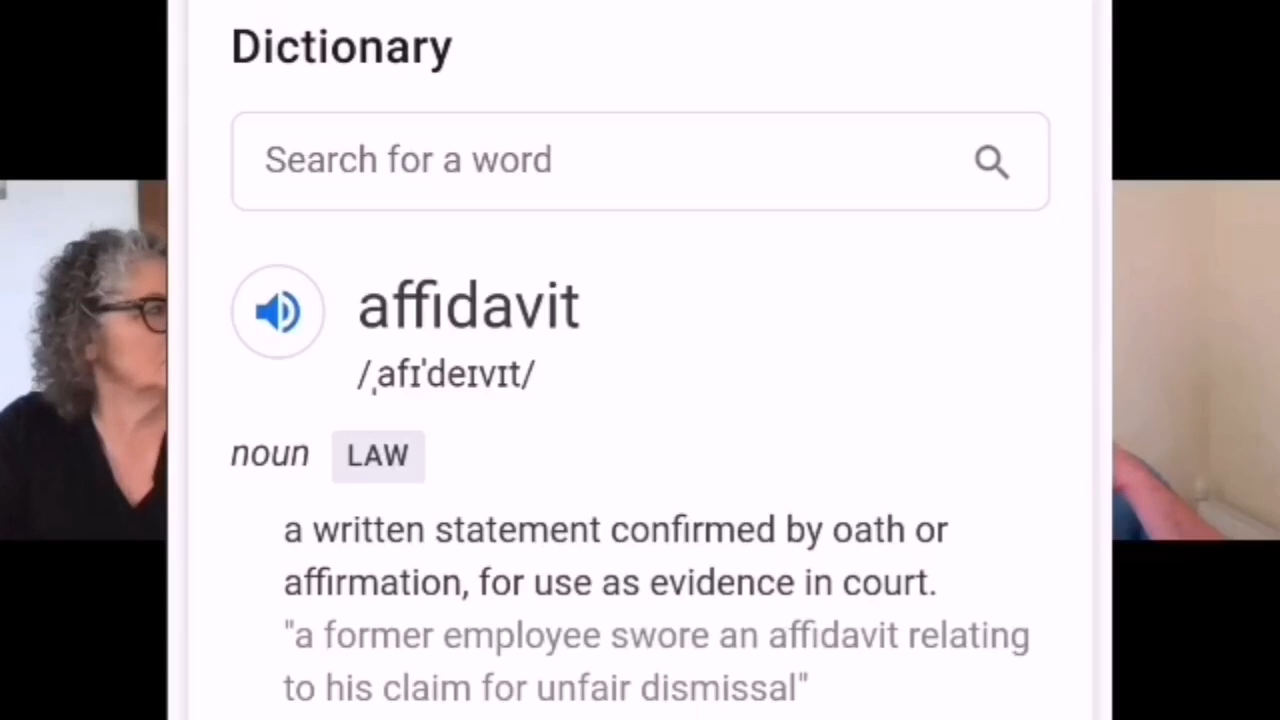 Dictionary
Search for a word
affidavit
/ˌafɪˈdeɪvɪt/
noun LAW
a written statement confirmed by oath or
affirmation, for use as evidence in court.
"a former employee swore an affidavit relating
to his claim for unfair dismissal"